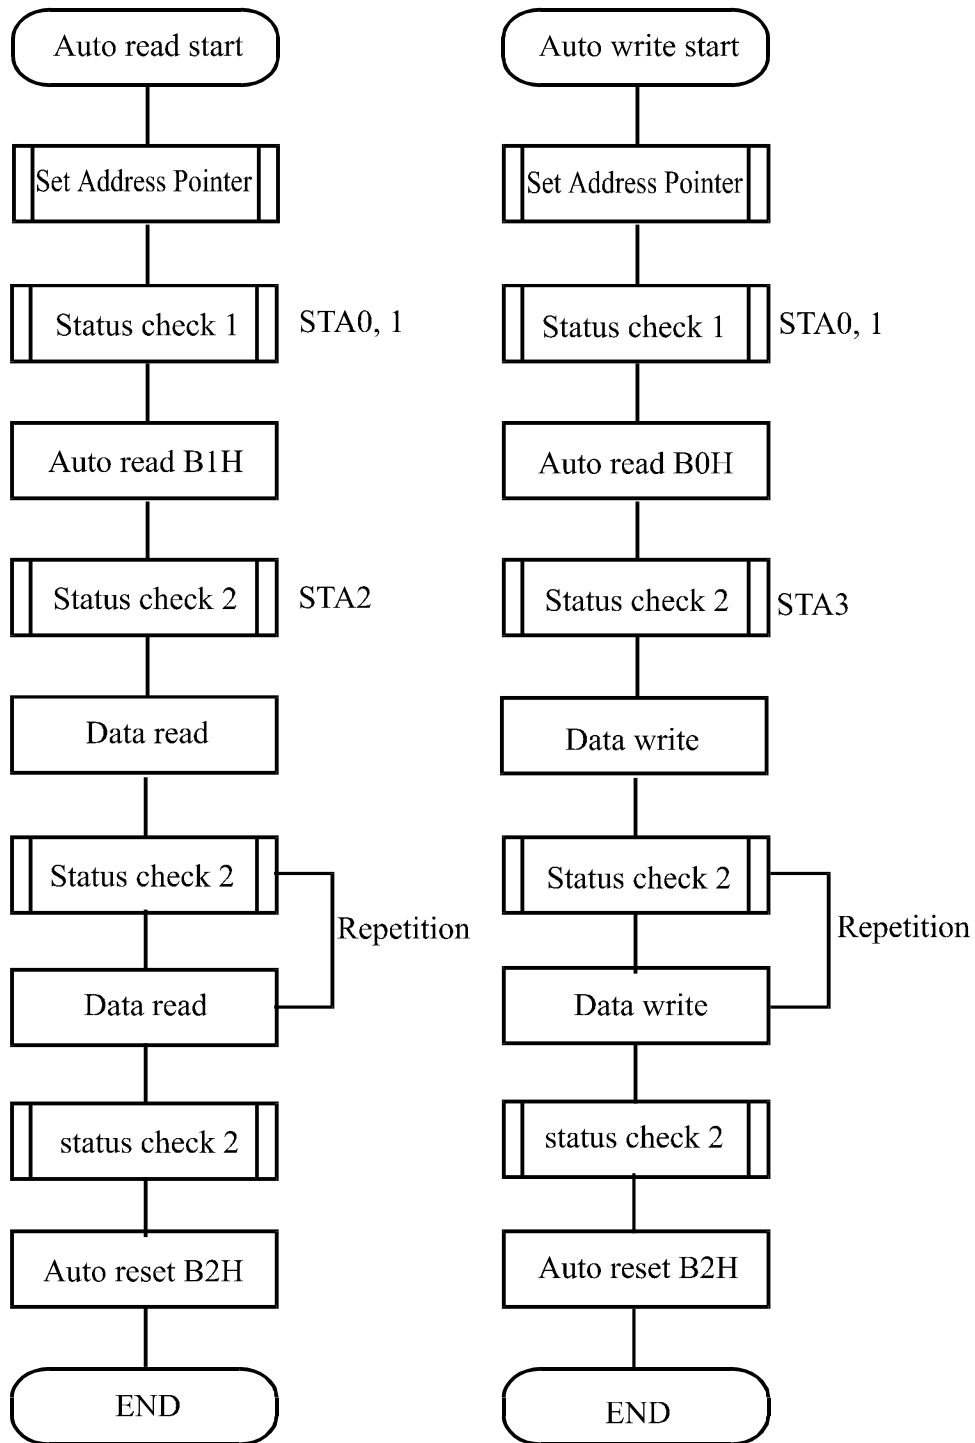 Auto read start
Set Address Pointer
Status check 1
STA0, 1
Auto read B1H
Status check 2
STA2
Data read
Status check 2
Repetition
Data read
status check 2
Auto reset B2H
END
Auto write start
Set Address Pointer
Status check 1
STA0, 1
Auto read B0H
Status check 2
STA3
Data write
Status check 2
Repetition
Data write
status check 2
Auto reset B2H
END